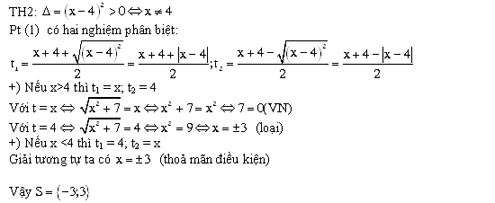 TH2: Δ = (x−4)² > 0 ⇔ x ≠ 4
Pt (1) có hai nghiệm phân biệt:
t₁ = (x+4+√((x−4)²))/2 = (x+4+|x−4|)/2; t₂ = (x+4−√((x−4)²))/2 = (x+4−|x−4|)/2
+) Nếu x>4 thì t₁ = x; t₂ = 4
Với t = x ⇔ √(x²+7) = x ⇔ x² + 7 = x² ⇔ 7 = 0(VN)
Với t = 4 ⇔ √(x²+7) = 4 ⇔ x² = 9 ⇔ x = ±3 (loại)
+) Nếu x <4 thì t₁ = 4; t₂ = x
Giải tương tự ta có x = ±3 (thoả mãn điều kiện)
Vậy S = {−3;3}